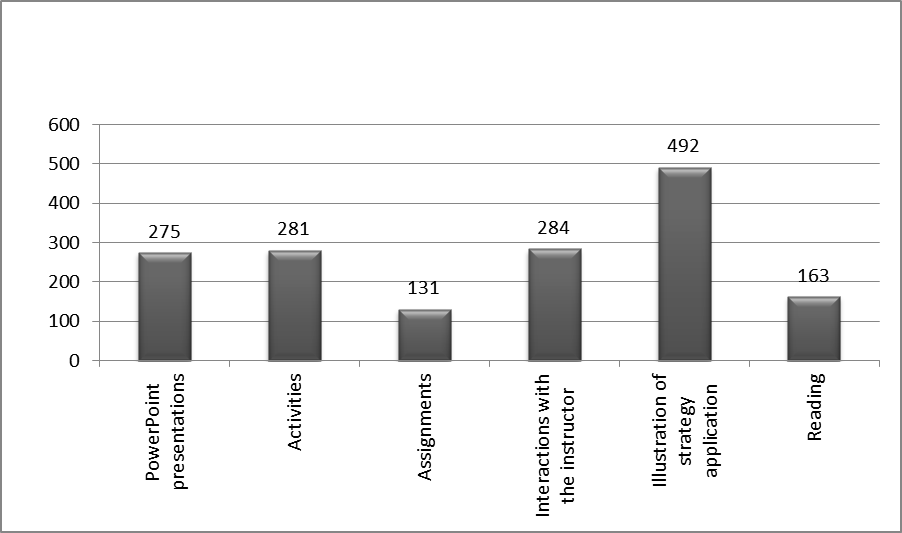 600
500
400
300
200
100
0
275
281
131
284
492
163
PowerPoint
presentations
Activities
Assignments
Interactions with
the instructor
Illustration of
strategy
application
Reading